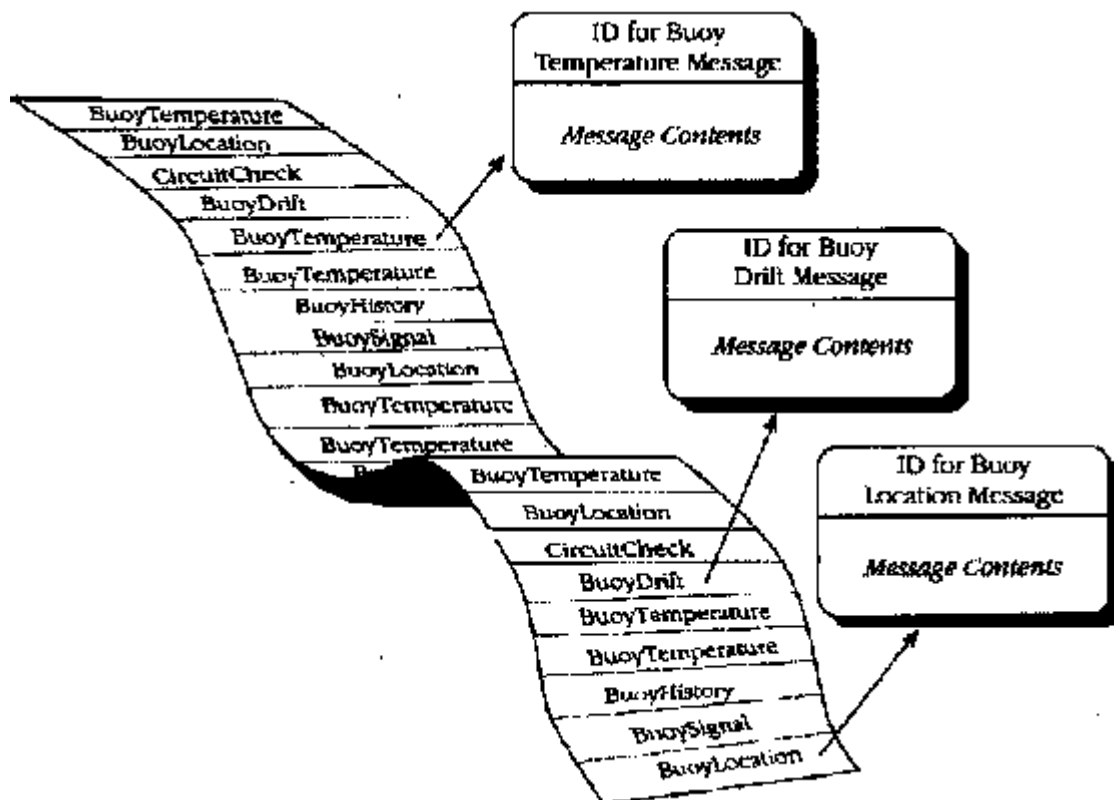 ID for Buoy
Temperature Message
Message Contents
BuoyTemperature
BuoyLocation
CircuitCheck
BuoyDrift
BuoyTemperature
BuoyTemperature
BuoyHistory
BuoySignal
BuoyLocation
BuoyTemperature
BuoyTemperature
ID for Buoy
Drift Message
Message Contents
BuoyTemperature
BuoyLocation
CircuitCheck
BuoyDrift
BuoyTemperature
BuoyTemperature
BuoyHistory
BuoySignal
BuoyLocation
ID for Buoy
Location Message
Message Contents